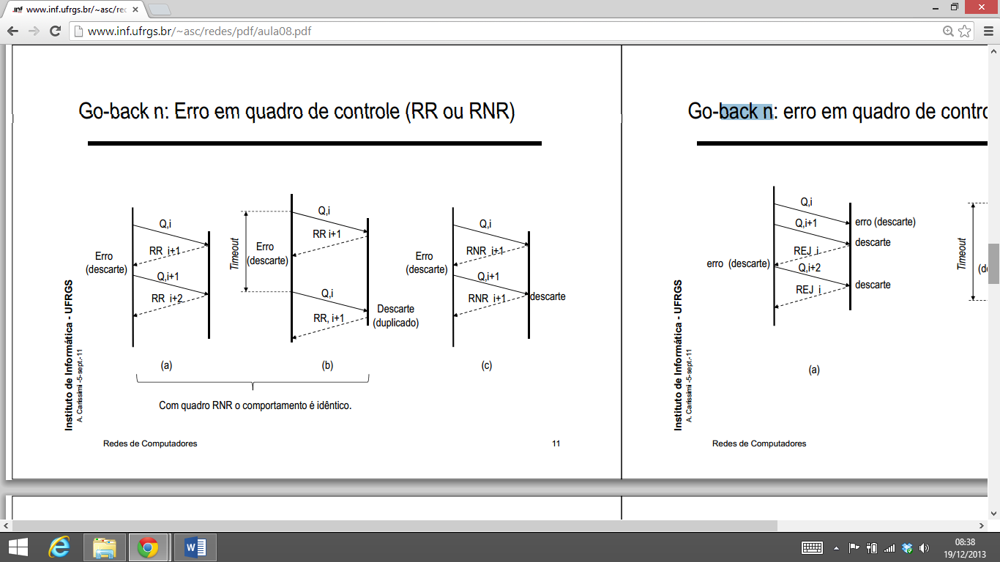 www.inf.ufrgs.br/~asc/rec
www.inf.ufrgs.br/~asc/redes/pdf/aula08.pdf
Go-back n: Erro em quadro de controle (RR ou RNR)
Q,i
RR i+1
Erro
(descarte)
Q,i+1
RR i+2
(a)
Timeout
Q,i
RR i+1
Erro
(descarte)
Q,i
RR, i+1
Descarte
(duplicado)
(b)
Com quadro RNR o comportamento é idêntico.
Q,i
RNR i+1
Erro
(descarte)
Q,i+1
RNR i+1
descarte
(c)
Instituto de Informática - UFRGS
A. Carissimi -5-sept.-11
Redes de Computadores
11
Go-back n: erro em quadro de contro
Q,i
erro (descarte)
Q,i+1
descarte
REJ i
erro (descarte)
Q,i+2
descarte
REJ i
(a)
Timeout
(de
Instituto de Informática - UFRGS
A. Carissimi -5-sept.-11
Redes de Computadores
08:38
19/12/2013